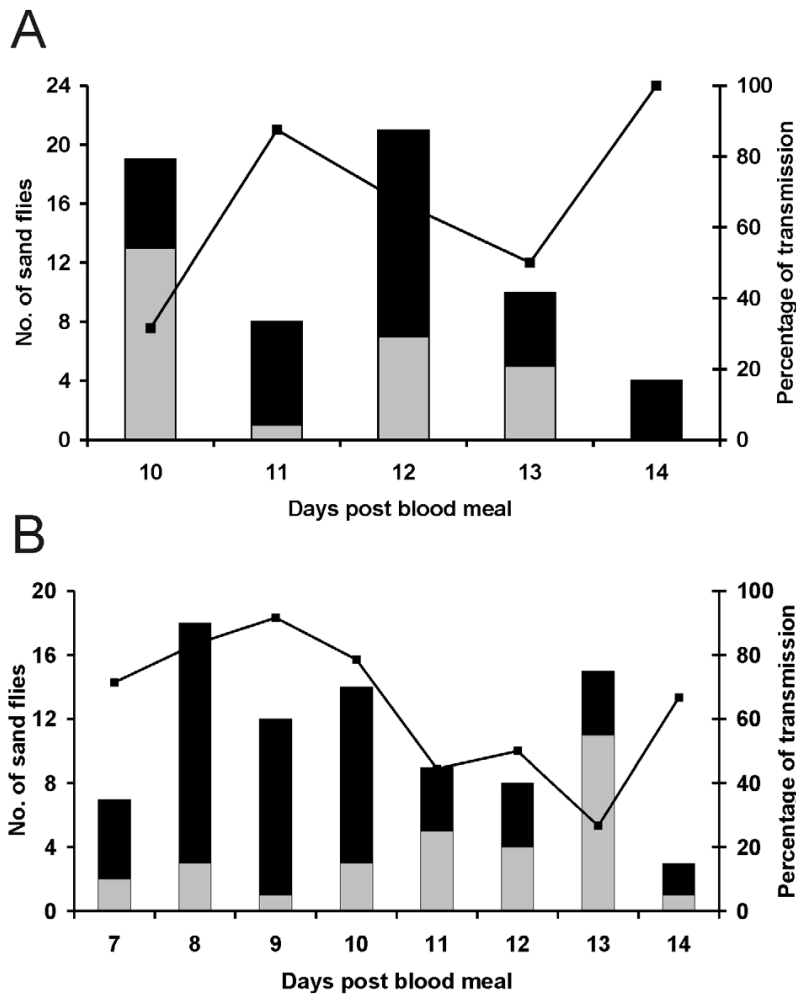 A
24
20
16
12
8
4
0
No. of sand flies
100
80
60
40
20
0
Percentage of transmission
10 11 12 13 14
Days post blood meal
B
20
16
12
8
4
0
No. of sand flies
100
80
60
40
20
0
Percentage of transmission
7 8 9 10 11 12 13 14
Days post blood meal